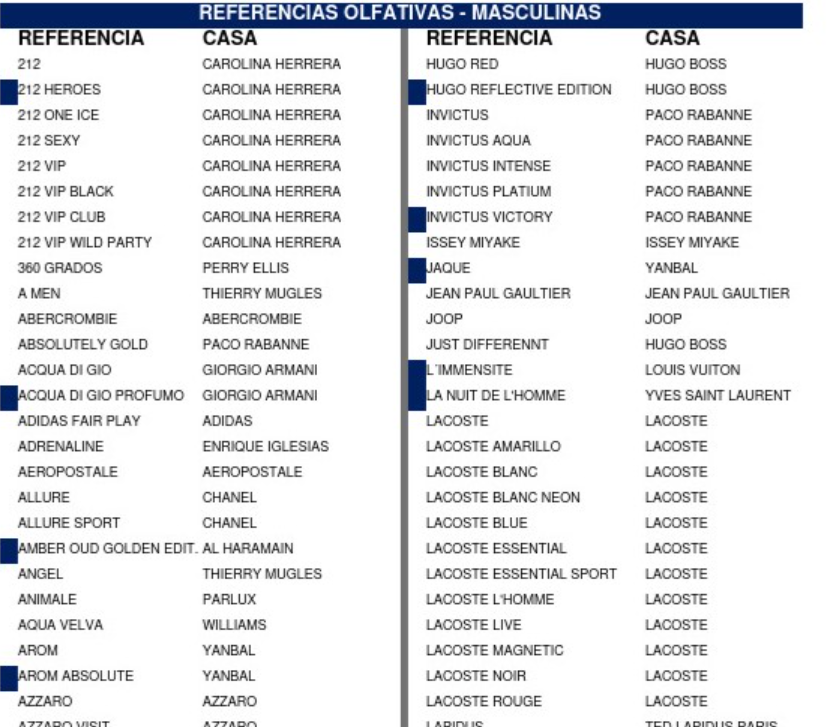 REFERENCIAS OLFATIVAS - MASCULINAS
REFERENCIA CASA
212 CAROLINA HERRERA
212 HEROES CAROLINA HERRERA
212 ONE ICE CAROLINA HERRERA
212 SEXY CAROLINA HERRERA
212 VIP CAROLINA HERRERA
212 VIP BLACK CAROLINA HERRERA
212 VIP CLUB CAROLINA HERRERA
212 VIP WILD PARTY CAROLINA HERRERA
360 GRADOS PERRY ELLIS
A MEN THIERRY MUGLES
ABERCROMBIE ABERCROMBIE
ABSOLUTELY GOLD PACO RABANNE
ACQUA DI GIO GIORGIO ARMANI
ACQUA DI GIO PROFUMO GIORGIO ARMANI
ADIDAS FAIR PLAY ADIDAS
ADRENALINE ENRIQUE IGLESIAS
AEROPOSTALE AEROPOSTALE
ALLURE CHANEL
ALLURE SPORT CHANEL
AMBER OUD GOLDEN EDIT. AL HARAMAIN
ANGEL THIERRY MUGLES
ANIMALE PARLUX
AQUA VELVA WILLIAMS
AROM YANBAL
AROM ABSOLUTE YANBAL
AZZARO AZZARO
AZZARO VISIT AZZARO
REFERENCIA CASA
HUGO RED HUGO BOSS
HUGO REFLECTIVE EDITION HUGO BOSS
INVICTUS PACO RABANNE
INVICTUS AQUA PACO RABANNE
INVICTUS INTENSE PACO RABANNE
INVICTUS PLATIUM PACO RABANNE
INVICTUS VICTORY PACO RABANNE
ISSEY MIYAKE ISSEY MIYAKE
JAQUE YANBAL
JEAN PAUL GAULTIER JEAN PAUL GAULTIER
JOOP JOOP
JUST DIFFERENNT HUGO BOSS
L´IMMENSITE LOUIS VUITON
LA NUIT DE L'HOMME YVES SAINT LAURENT
LACOSTE LACOSTE
LACOSTE AMARILLO LACOSTE
LACOSTE BLANC LACOSTE
LACOSTE BLANC NEON LACOSTE
LACOSTE BLUE LACOSTE
LACOSTE ESSENTIAL LACOSTE
LACOSTE ESSENTIAL SPORT LACOSTE
LACOSTE L'HOMME LACOSTE
LACOSTE LIVE LACOSTE
LACOSTE MAGNETIC LACOSTE
LACOSTE NOIR LACOSTE
LACOSTE ROUGE LACOSTE
LAPIDUS TED LAPIDUS PARIS